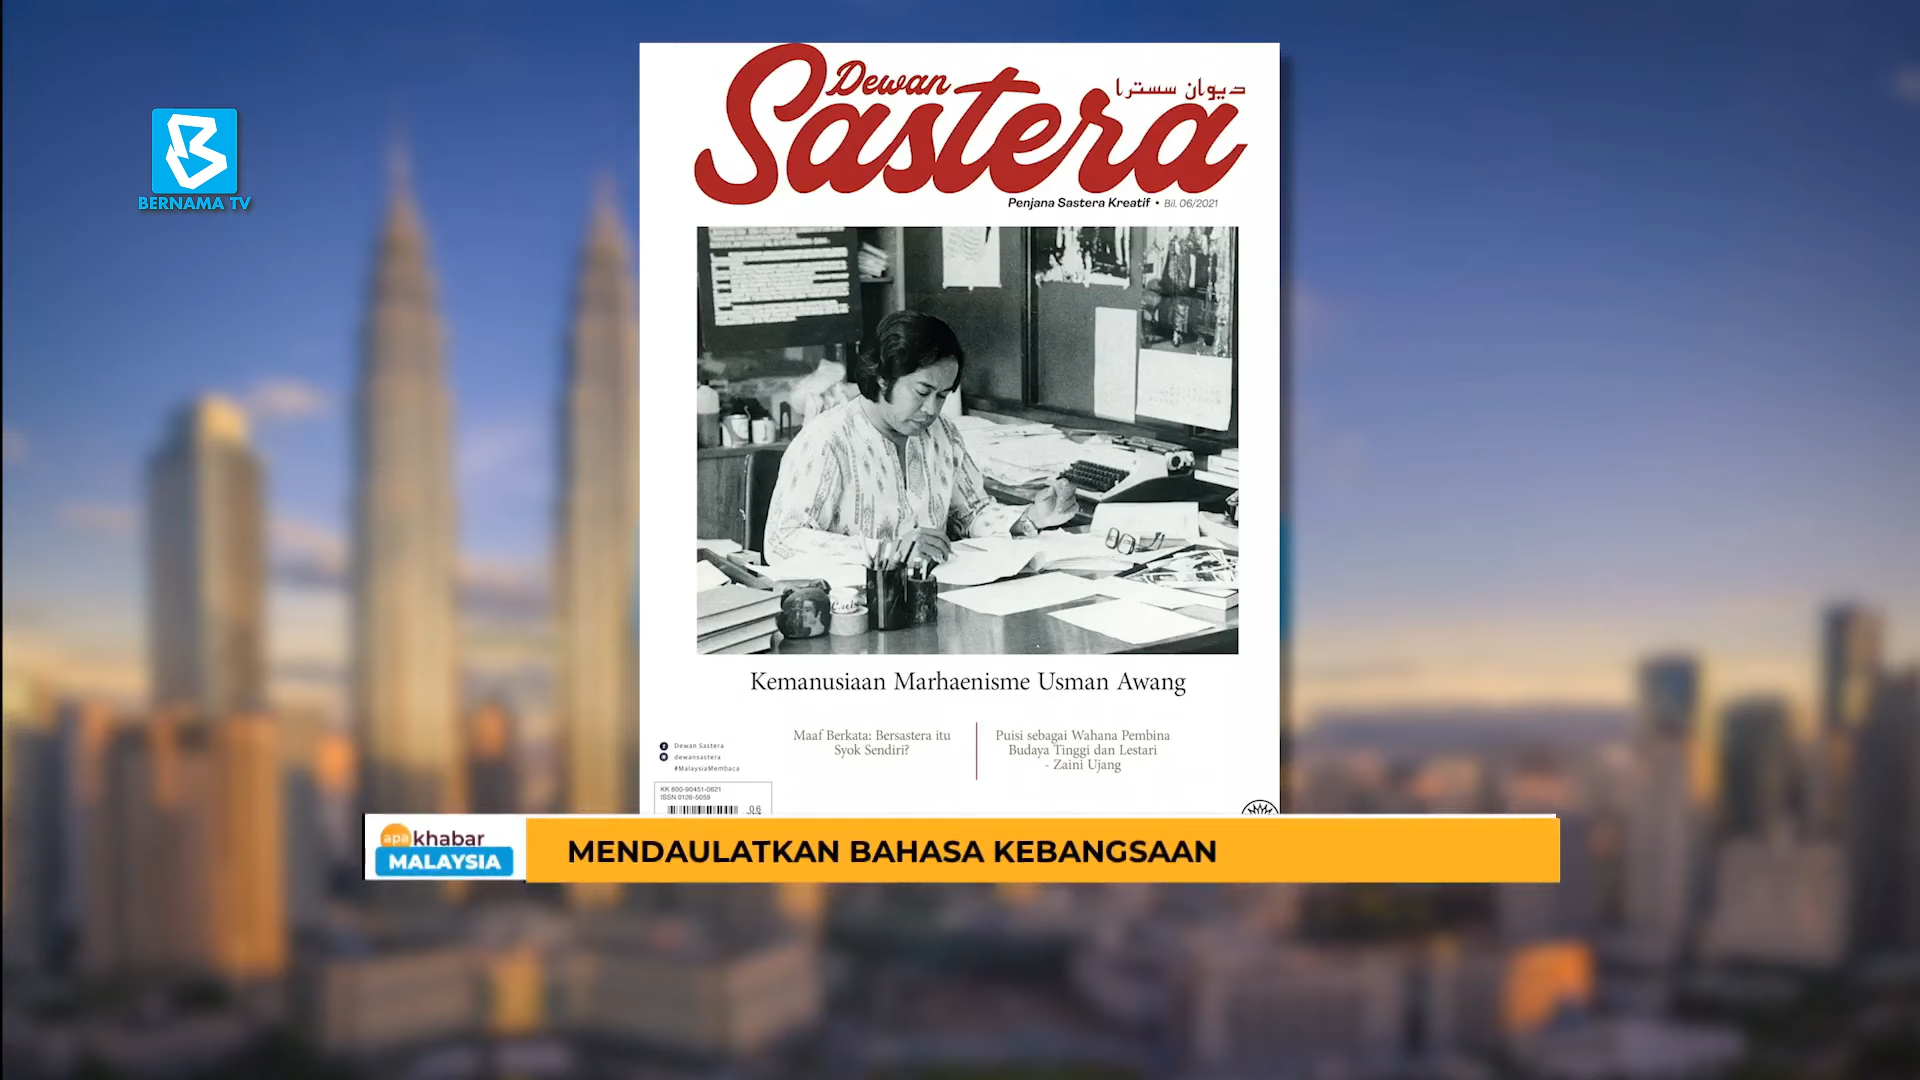 BERNAMA TV
Dewan
ديوان سسترا
Sastera
Penjana Sastera Kreatif • Bil. 06/2021
Kemanusiaan Marhaenisme Usman Awang
Maaf Berkata: Bersastera itu
Syok Sendiri?
Puisi sebagai Wahana Pembina
Budaya Tinggi dan Lestari
- Zaini Ujang
Dewan Sastera
dewansastera
#MalaysiaMembaca
KK 800-90451-0621
ISSN 0126-5059
06
apa khabar
MALAYSIA
MENDAULATKAN BAHASA KEBANGSAAN